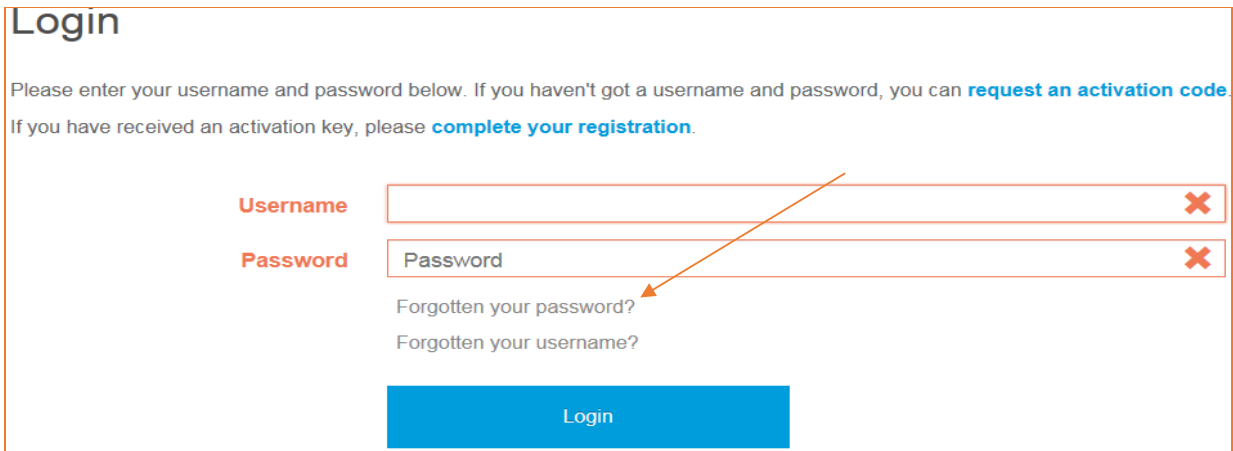 Login
Please enter your username and password below. If you haven't got a username and password, you can request an activation code.
If you have received an activation key, please complete your registration.
Username
Password Password
Forgotten your password?
Forgotten your username?
Login